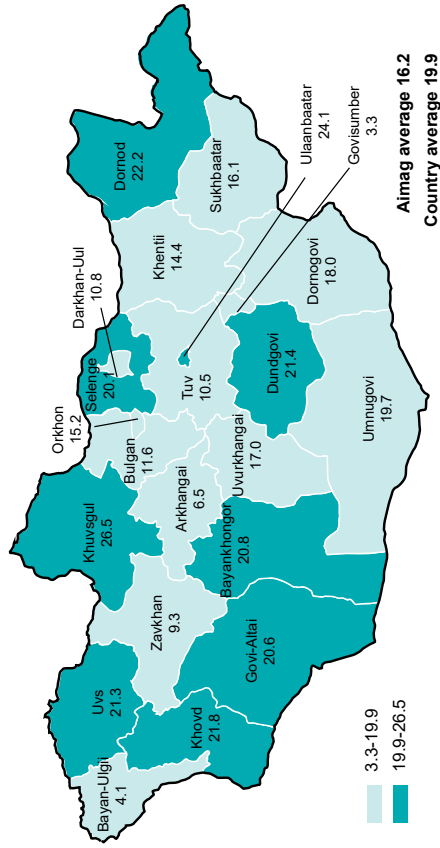 Dornod
22.2
Sukhbaatar
16.1
Khentii
14.4
Darkhan-Uul
10.8
Selenge
20.1
Orkhon
15.2
Bulgan
11.6
Khuvsgul
26.5
Arkhangai
6.5
Tuv
10.5
Ulaanbaatar
24.1
Govisumber
3.3
Dornogovi
18.0
Dundgovi
21.4
Umnugovi
19.7
Uvurkhangai
17.0
Bayankhongor
20.8
Zavkhan
9.3
Govi-Altai
20.6
Uvs
21.3
Khovd
21.8
Bayan-Ulgii
4.1
3.3-19.9
19.9-26.5
Aimag average 16.2
Country average 19.9